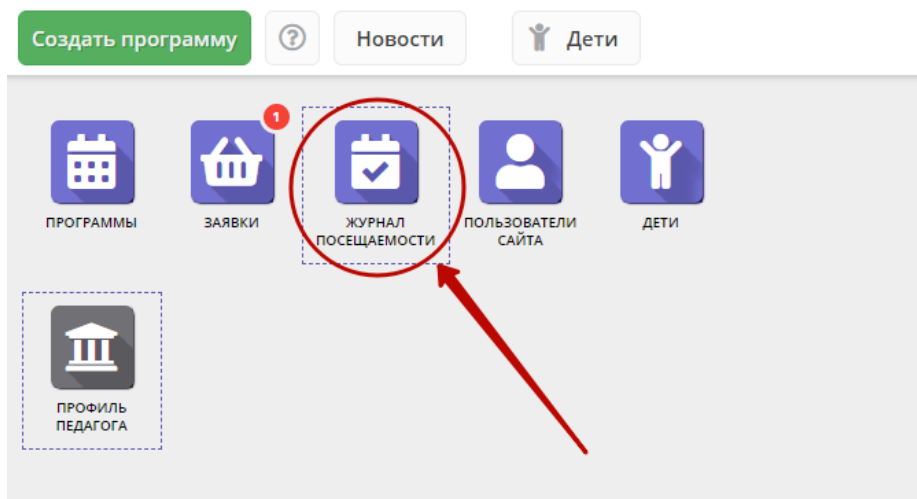 Создать программу
Новости
Дети
1
ПРОГРАММЫ
ЗАЯВКИ
ЖУРНАЛ
ПОСЕЩАЕМОСТИ
ПОЛЬЗОВАТЕЛИ
САЙТА
ДЕТИ
ПРОФИЛЬ
ПЕДАГОГА